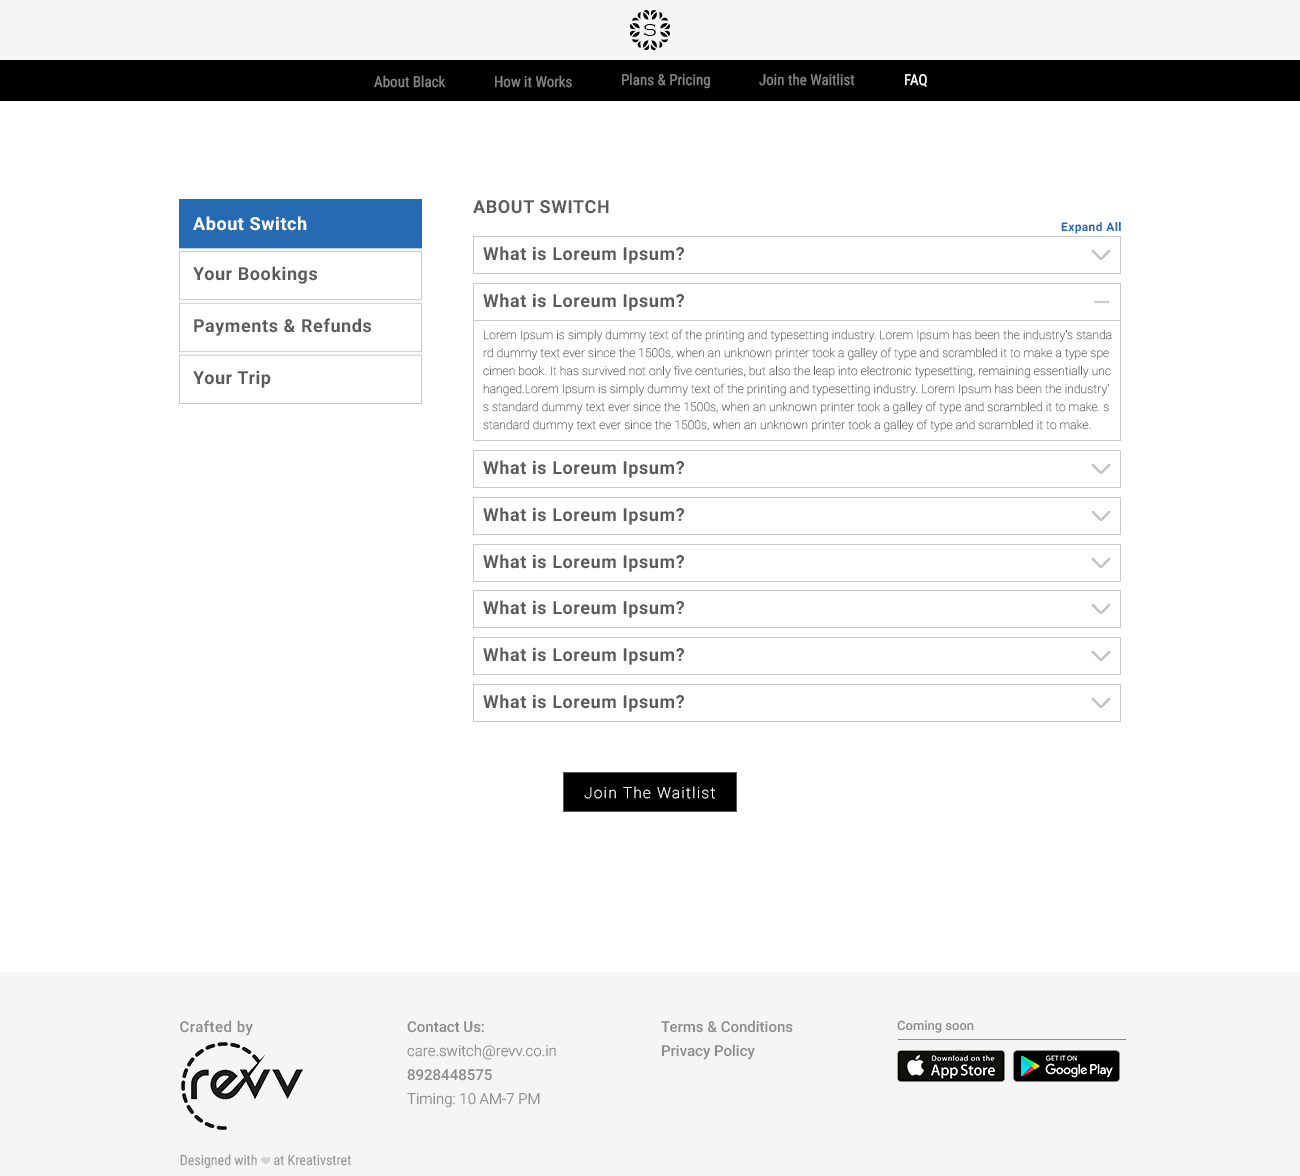 S
About Black How it Works Plans & Pricing Join the Waitlist FAQ
About Switch
Your Bookings
Payments & Refunds
Your Trip
ABOUT SWITCH
Expand All
What is Loreum Ipsum?
What is Loreum Ipsum?
Lorem Ipsum is simply dummy text of the printing and typesetting industry. Lorem Ipsum has been the industry's standa
rd dummy text ever since the 1500s, when an unknown printer took a galley of type and scrambled it to make a type spe
cimen book. It has survived not only five centuries, but also the leap into electronic typesetting, remaining essentially unc
hanged.Lorem Ipsum is simply dummy text of the printing and typesetting industry. Lorem Ipsum has been the industry'
s standard dummy text ever since the 1500s, when an unknown printer took a galley of type and scrambled it to make. s
standard dummy text ever since the 1500s, when an unknown printer took a galley of type and scrambled it to make.
What is Loreum Ipsum?
What is Loreum Ipsum?
What is Loreum Ipsum?
What is Loreum Ipsum?
What is Loreum Ipsum?
What is Loreum Ipsum?
Join The Waitlist
Crafted by
revv
Designed with ❤ at Kreativstret
Contact Us:
care.switch@revv.co.in
8928448575
Timing: 10 AM-7 PM
Terms & Conditions
Privacy Policy
Coming soon
Download on the
App Store
GET IT ON
Google Play